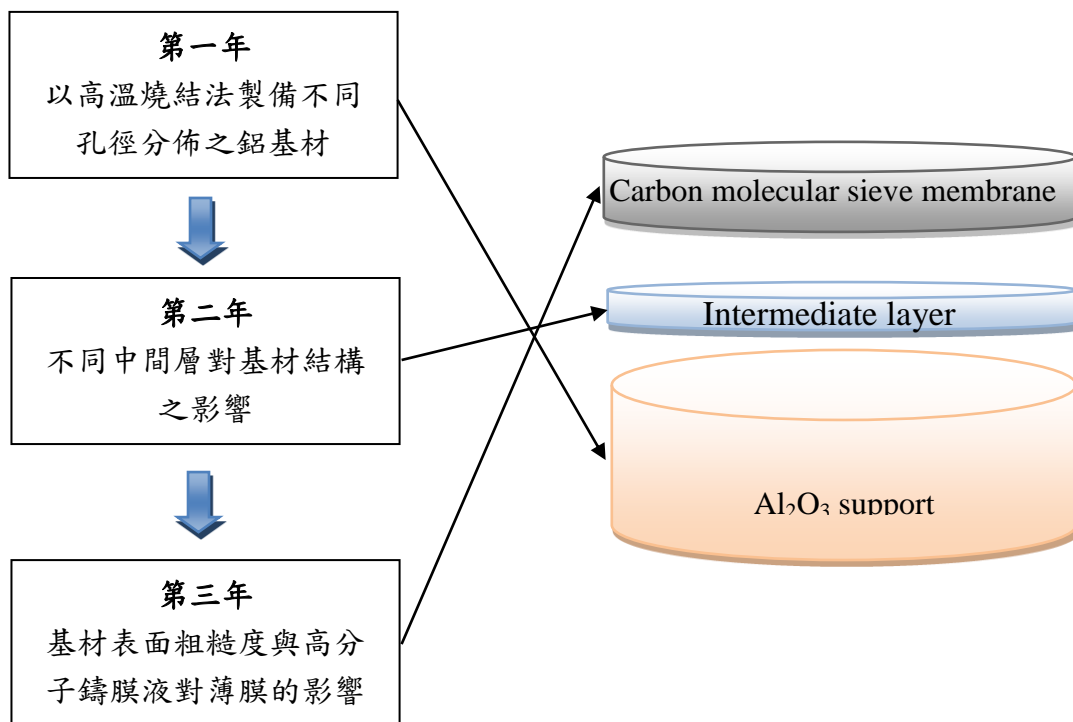 第一年
以高溫燒結法製備不同
孔徑分佈之鋁基材
第二年
不同中間層對基材結構
之影響
第三年
基材表面粗糙度與高分
子鑄膜液對薄膜的影響
Carbon molecular sieve membrane
Intermediate layer
Al₂O₃ support